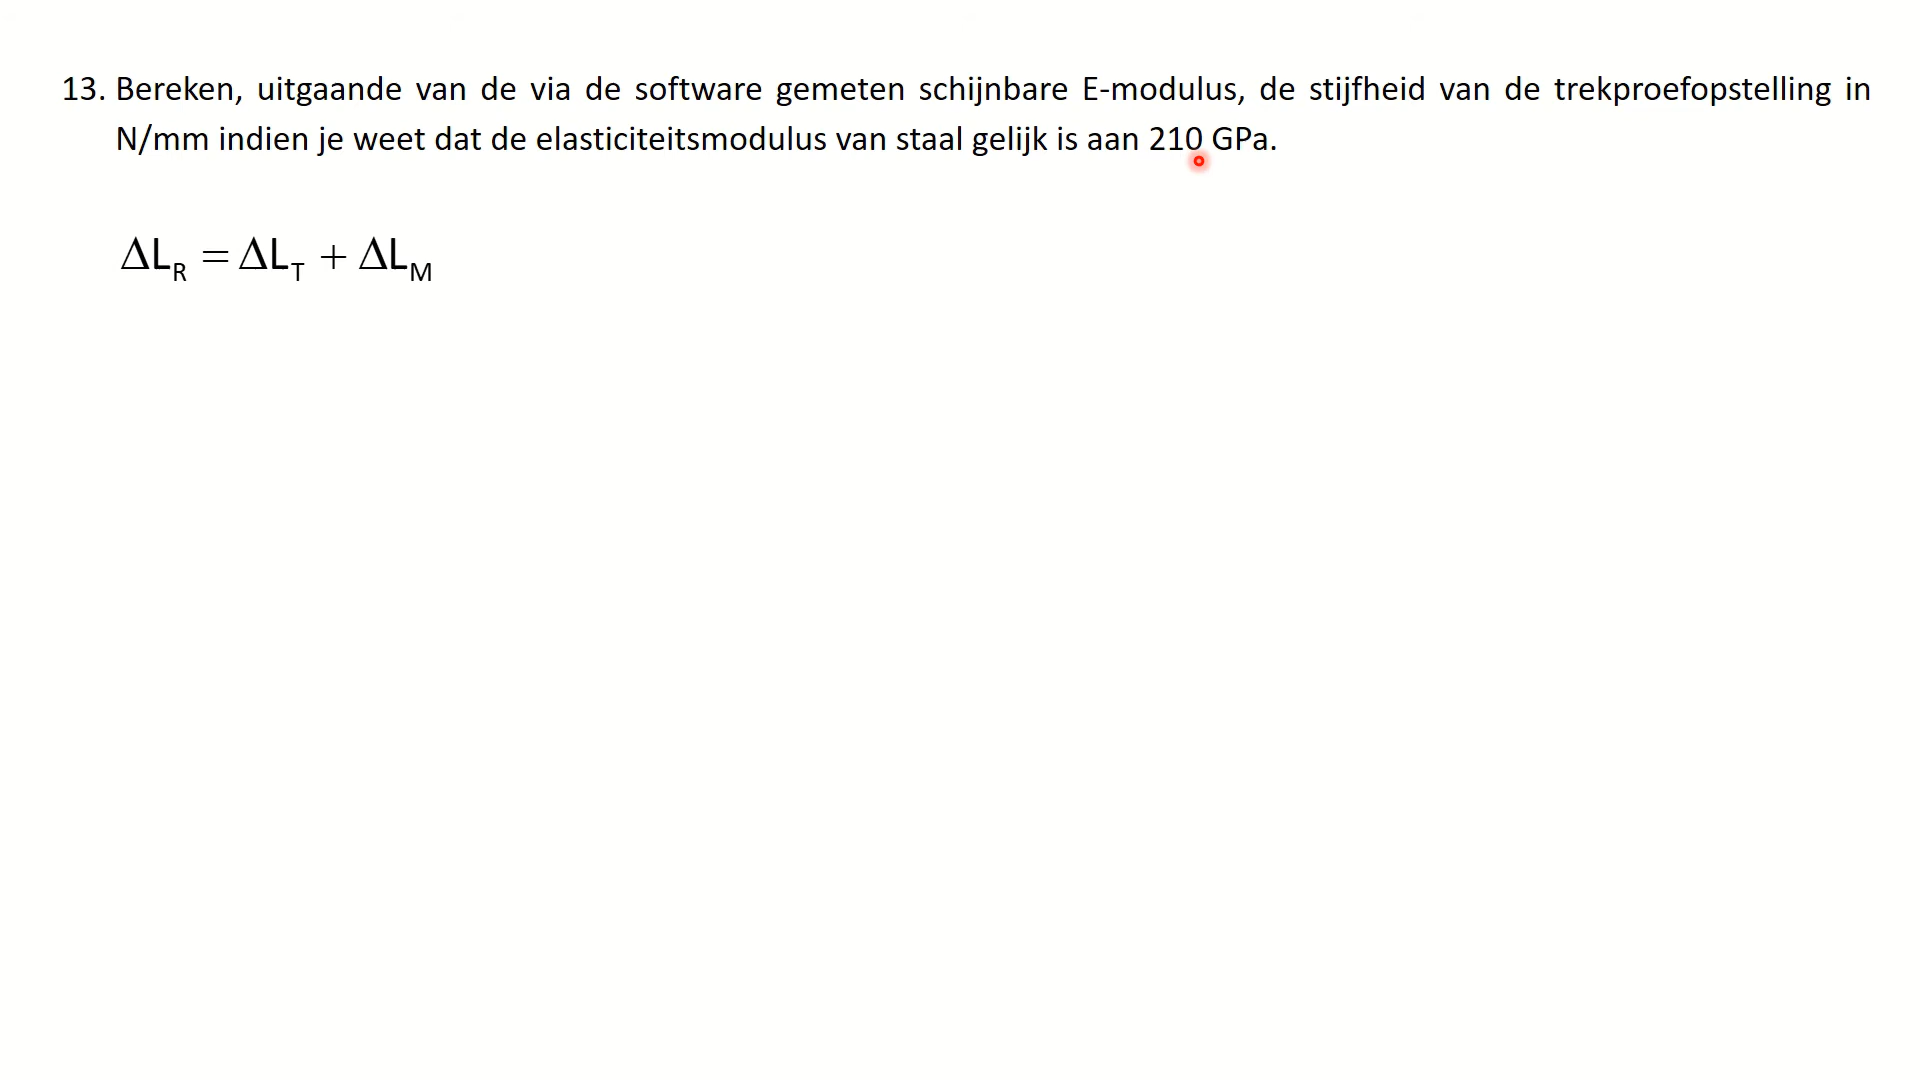 13. Bereken, uitgaande van de via de software gemeten schijnbare E-modulus, de stijfheid van de trekproefopstelling in
N/mm indien je weet dat de elasticiteitsmodulus van staal gelijk is aan 210 GPa.
ΔL_R = ΔL_T + ΔL_M